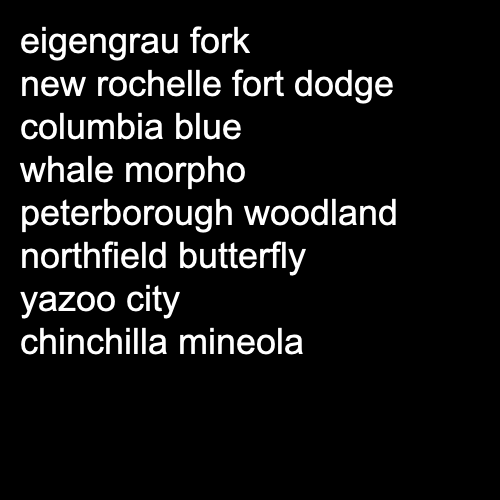 eigengrau fork
new rochelle fort dodge
columbia blue
whale morpho
peterborough woodland
northfield butterfly
yazoo city
chinchilla mineola